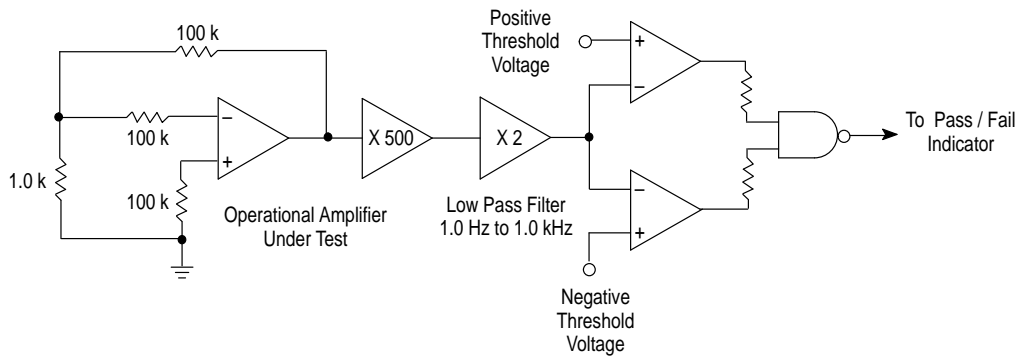 100 k
100 k
1.0 k
100 k
–
+
Operational Amplifier
Under Test
X 500
X 2
Low Pass Filter
1.0 Hz to 1.0 kHz
Positive
Threshold
Voltage
+
–
–
+
Negative
Threshold
Voltage
To Pass / Fail
Indicator